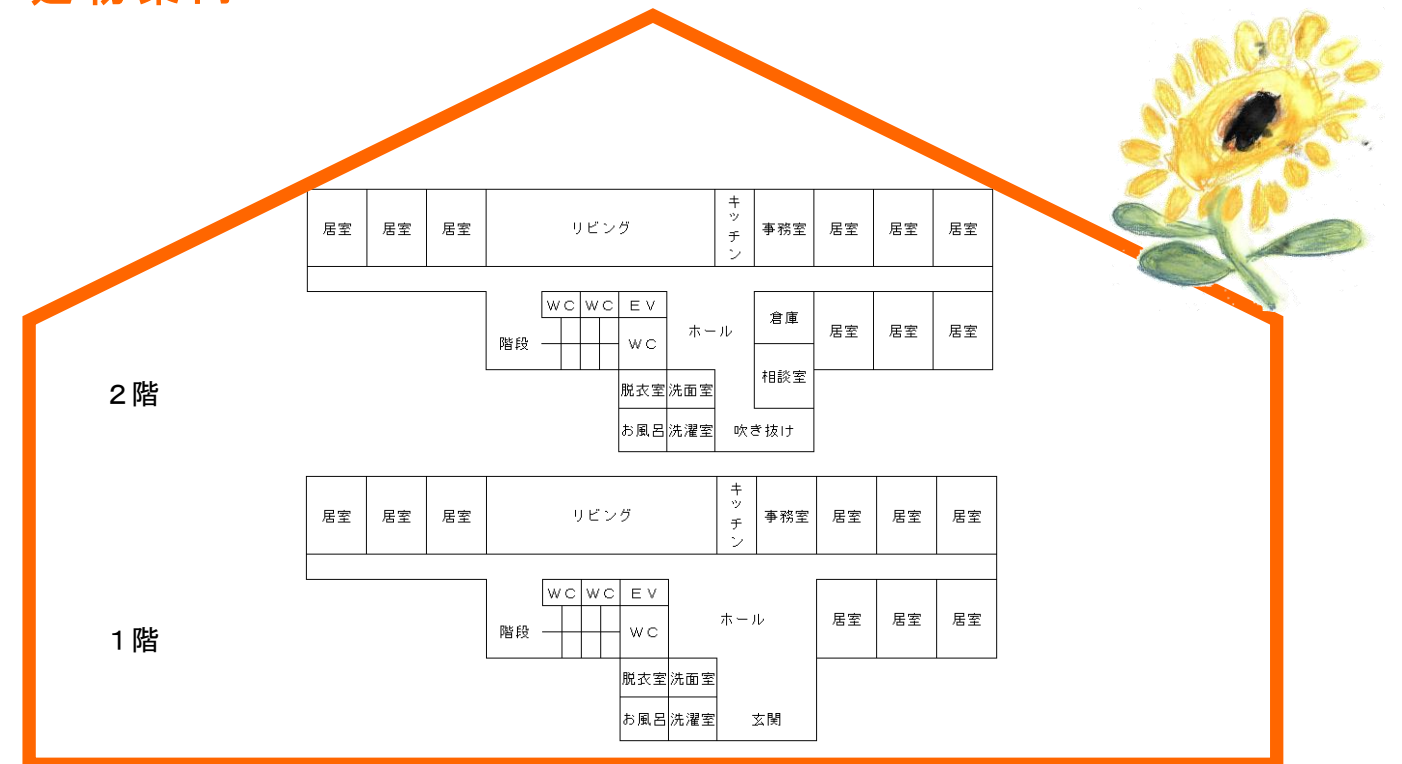 居室 居室 居室 リビング キッチン 事務室 居室 居室 居室
WC WC EV ホール 倉庫 居室 居室 居室
階段 WC
相談室
脱衣室 洗面室
お風呂 洗濯室 吹き抜け
2階
居室 居室 居室 リビング キッチン 事務室 居室 居室 居室
WC WC EV ホール 居室 居室 居室
階段 WC
脱衣室 洗面室
お風呂 洗濯室 玄関
1階